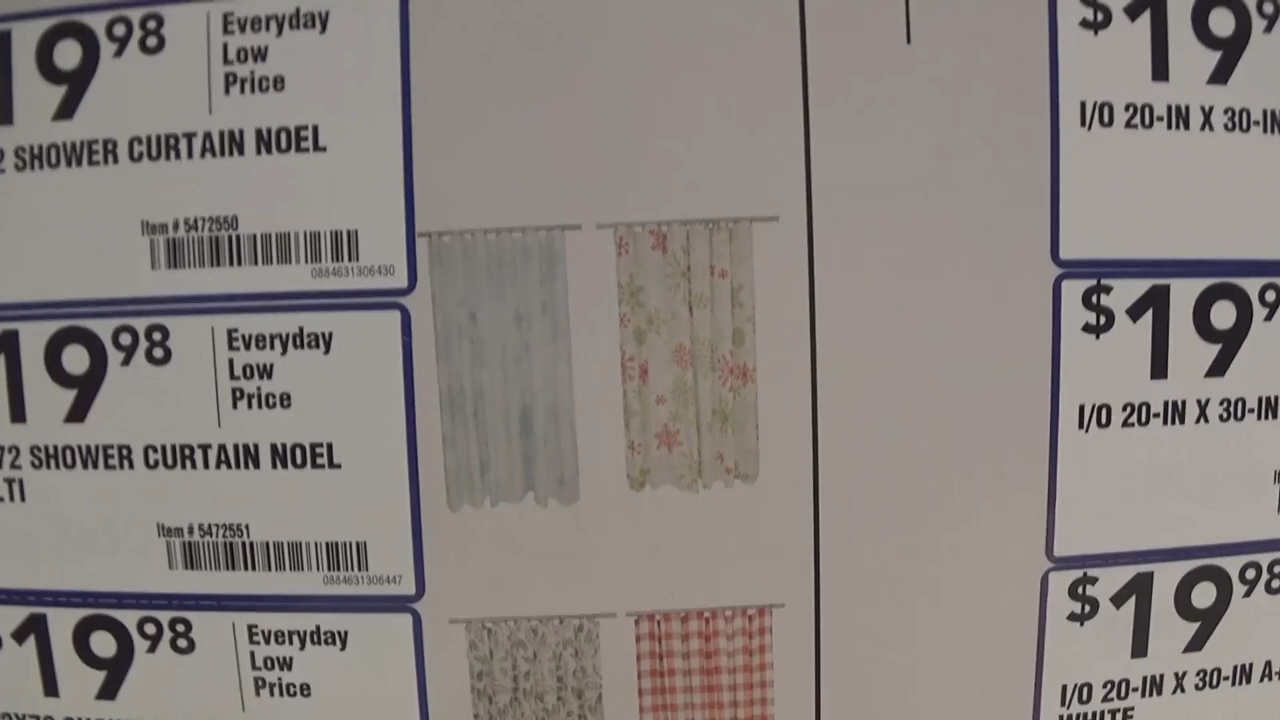 19 98
Everyday
Low
Price
2 SHOWER CURTAIN NOEL
Item # 5472550
0884631306430
19 98
Everyday
Low
Price
72 SHOWER CURTAIN NOEL
LTI
Item # 5472551
0884631306447
$19 98
Everyday
Low
Price
$19 9
I/O 20-IN X 30-IN
$19 9
I/O 20-IN X 30-IN
$19 98
I/O 20-IN X 30-IN A+
WHITE